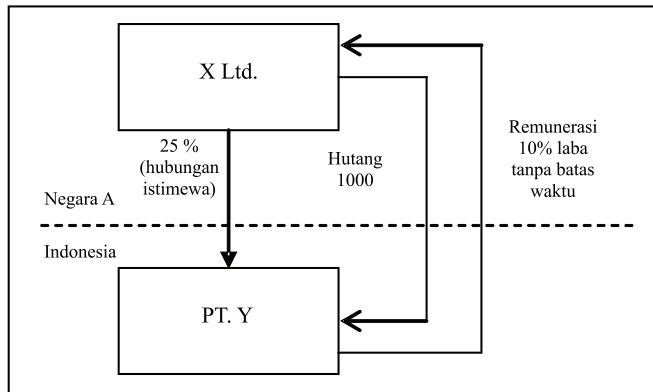 X Ltd.
25 %
(hubungan
istimewa)
Hutang
1000
Remunerasi
10% laba
tanpa batas
waktu
Negara A
Indonesia
PT. Y